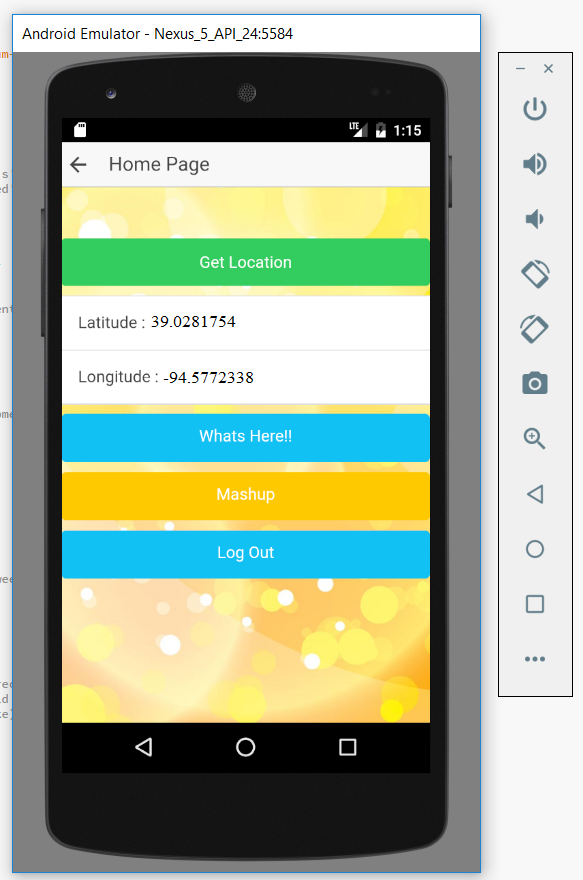 Android Emulator - Nexus_5_API_24:5584
LTE 1:15
Home Page
Get Location
Latitude : 39.0281754
Longitude : -94.5772338
Whats Here!!
Mashup
Log Out